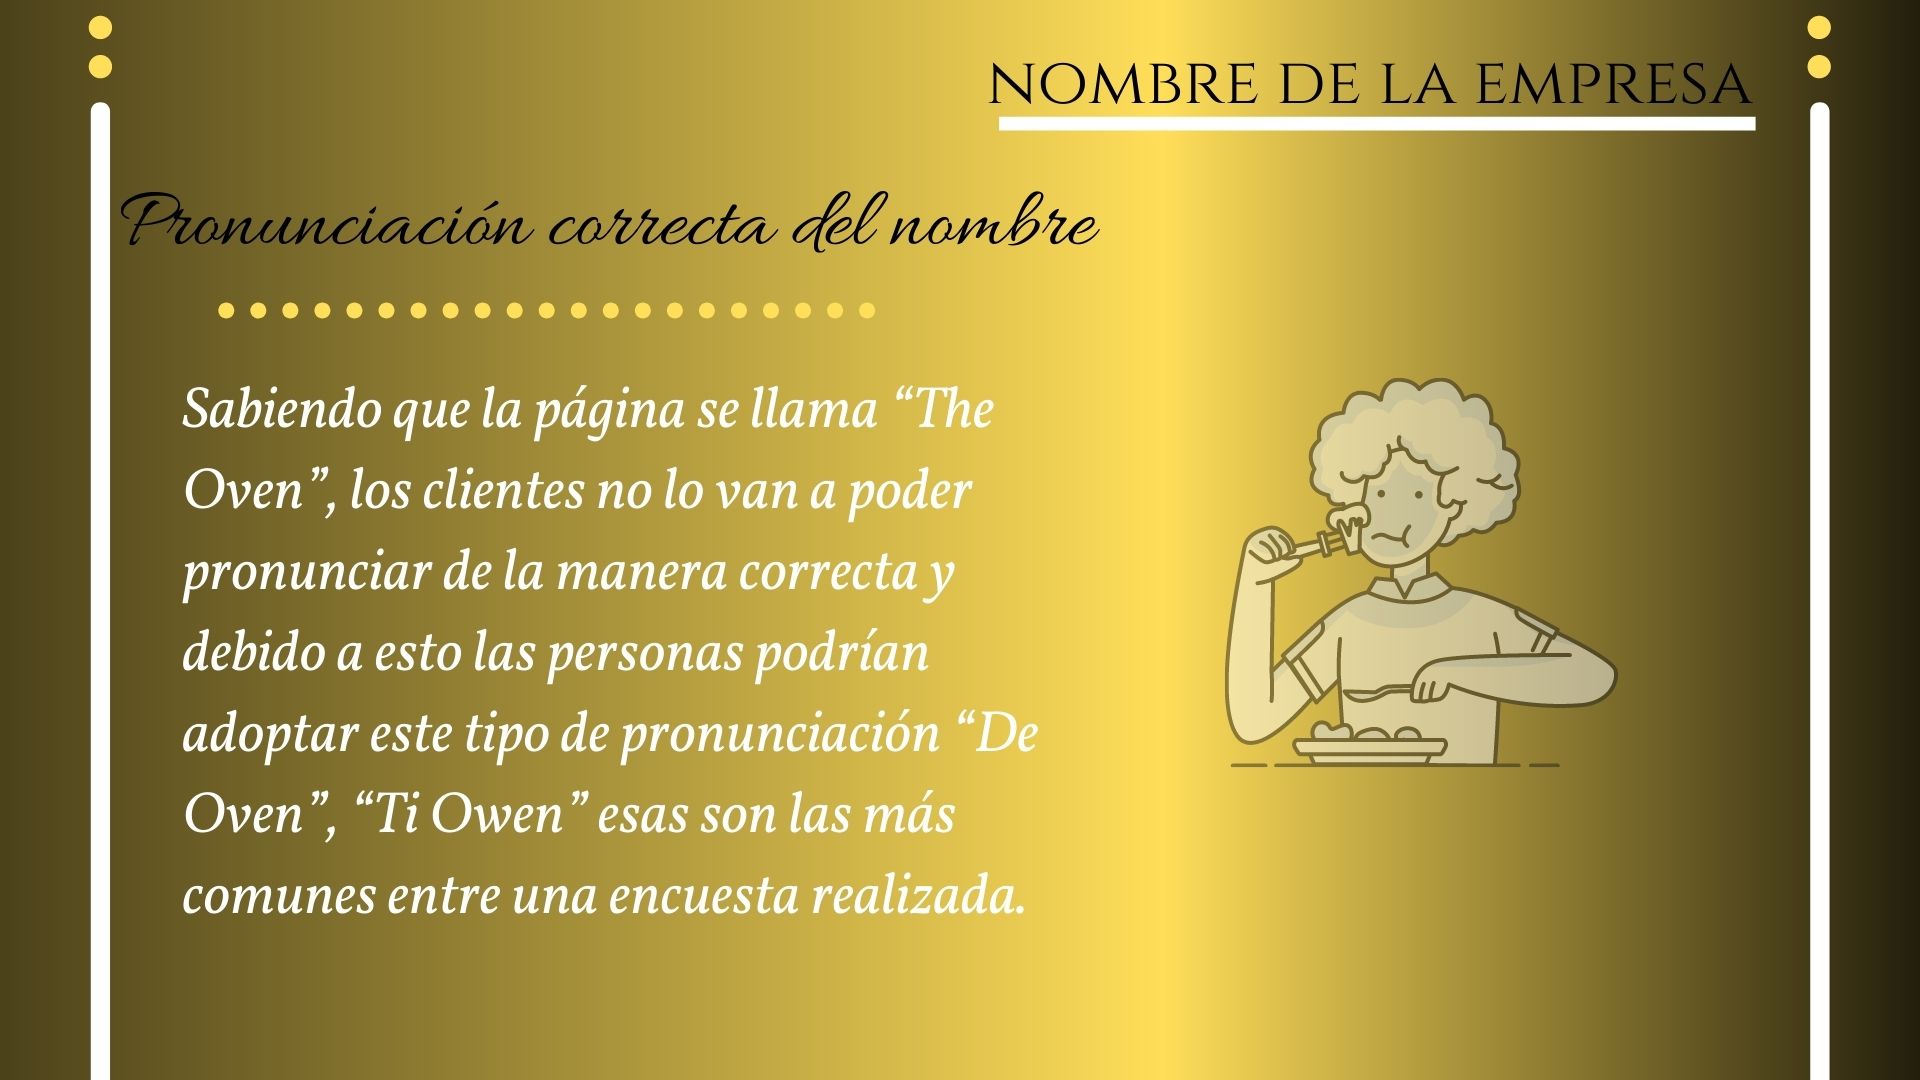 NOMBRE DE LA EMPRESA
Pronunciación correcta del nombre
Sabiendo que la página se llama “The
Oven”, los clientes no lo van a poder
pronunciar de la manera correcta y
debido a esto las personas podrían
adoptar este tipo de pronunciación “De
Oven”, “Ti Owen” esas son las más
comunes entre una encuesta realizada.